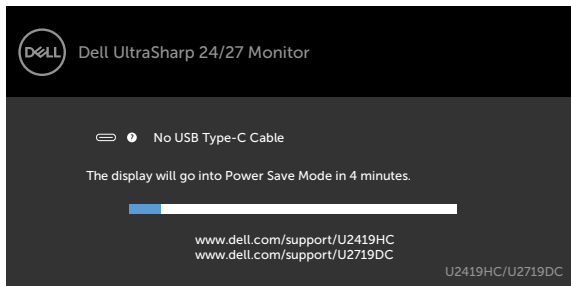 DELL
Dell UltraSharp 24/27 Monitor
? No USB Type-C Cable
The display will go into Power Save Mode in 4 minutes.
www.dell.com/support/U2419HC
www.dell.com/support/U2719DC
U2419HC/U2719DC